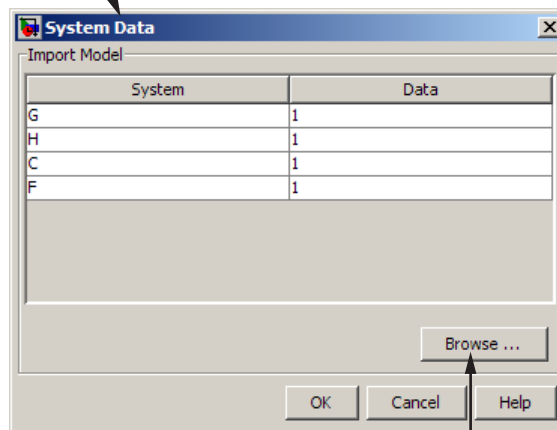 System Data
Import Model
System Data
G 1
H 1
C 1
F 1
Browse ...
OK Cancel Help